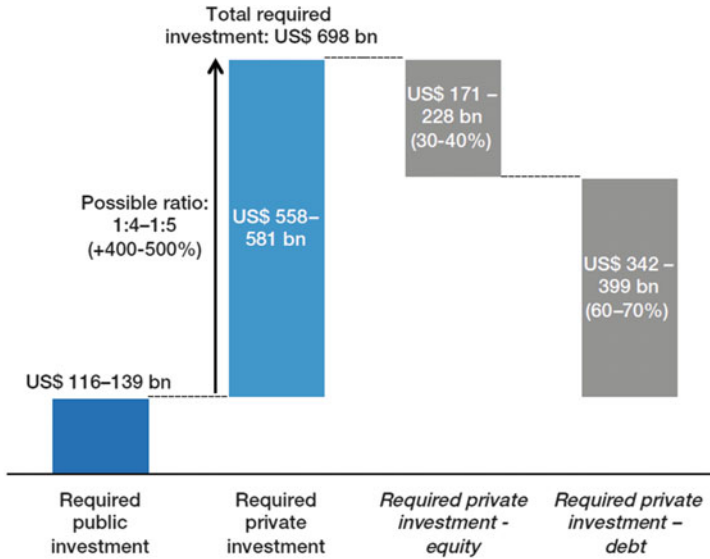 Total required
investment: US$ 698 bn
US$ 171 –
228 bn
(30-40%)
Possible ratio:
1:4–1:5
(+400-500%)
US$ 558–
581 bn
US$ 342 –
399 bn
(60–70%)
US$ 116–139 bn
Required
public
investment
Required
private
investment
Required private
investment -
equity
Required private
investment –
debt